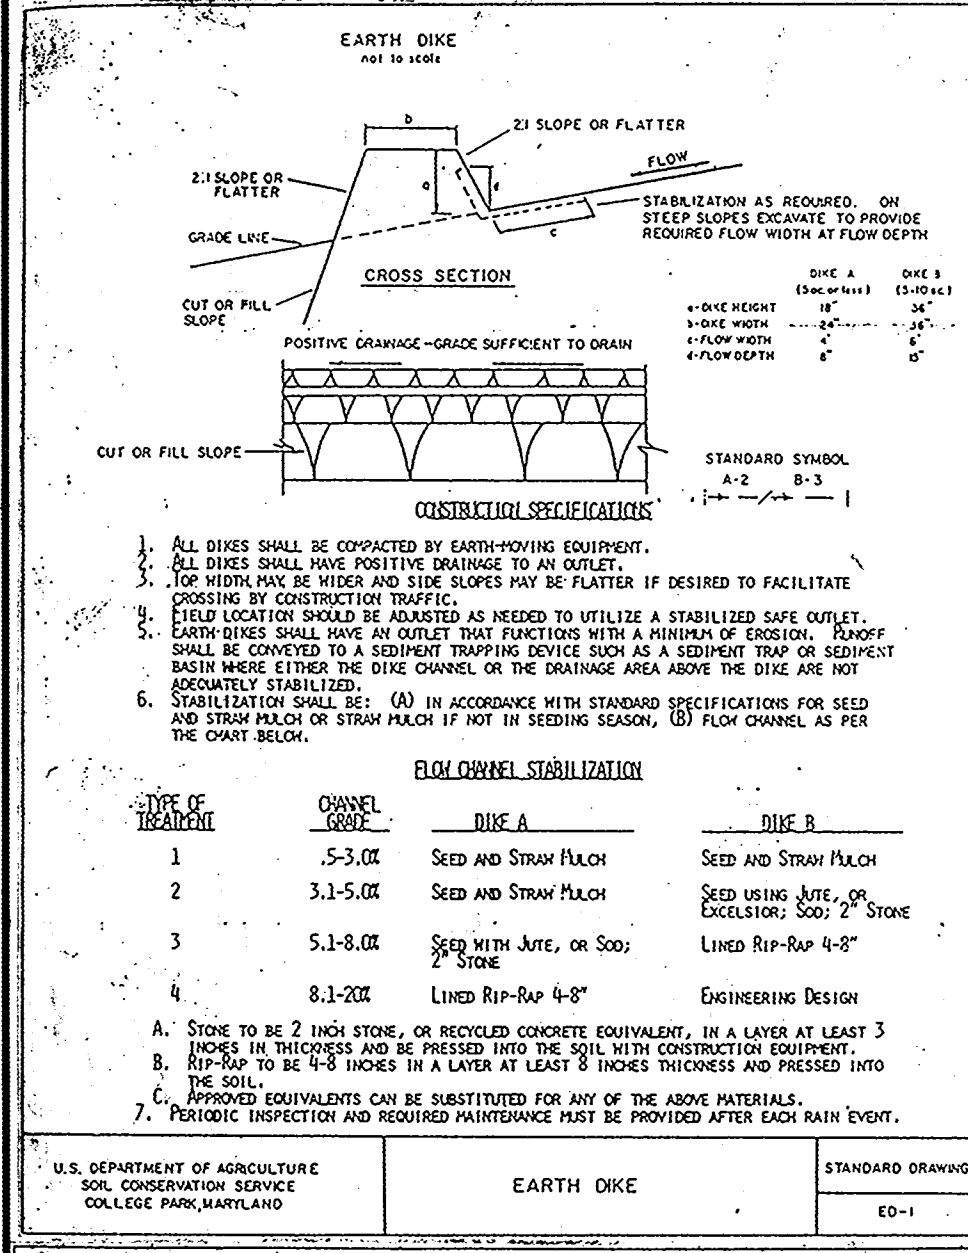 EARTH DIKE
not to scale
b
2:1 SLOPE OR FLATTER
FLOW
2:1 SLOPE OR
FLATTER
a
d
STABILIZATION AS REQUIRED. ON
STEEP SLOPES EXCAVATE TO PROVIDE
REQUIRED FLOW WIDTH AT FLOW DEPTH
c
GRADE LINE
CROSS SECTION
CUT OR FILL
SLOPE
DIKE A DIKE B
(5 ac. or less) (5-10 ac)
a-DIKE HEIGHT 18" 36"
b-DIKE WIDTH 24" 36"
c-FLOW WIDTH 4' 6'
d-FLOW DEPTH 8" 15"
POSITIVE DRAINAGE-GRADE SUFFICIENT TO DRAIN
CUT OR FILL SLOPE
STANDARD SYMBOL
A-2 B-3
CONSTRUCTION SPECIFICATIONS
1. ALL DIKES SHALL BE COMPACTED BY EARTH-MOVING EQUIPMENT.
2. ALL DIKES SHALL HAVE POSITIVE DRAINAGE TO AN OUTLET.
3. TOP WIDTH MAY BE WIDER AND SIDE SLOPES MAY BE FLATTER IF DESIRED TO FACILITATE
CROSSING BY CONSTRUCTION TRAFFIC.
4. FIELD LOCATION SHOULD BE ADJUSTED AS NEEDED TO UTILIZE A STABILIZED SAFE OUTLET.
5. EARTH DIKES SHALL HAVE AN OUTLET THAT FUNCTIONS WITH A MINIMUM OF EROSION. RUNOFF
SHALL BE CONVEYED TO A SEDIMENT TRAPPING DEVICE SUCH AS A SEDIMENT TRAP OR SEDIMENT
BASIN WHERE EITHER THE DIKE CHANNEL OR THE DRAINAGE AREA ABOVE THE DIKE ARE NOT
ADEQUATELY STABILIZED.
6. STABILIZATION SHALL BE: (A) IN ACCORDANCE WITH STANDARD SPECIFICATIONS FOR SEED
AND STRAW MULCH OR STRAW MULCH IF NOT IN SEEDING SEASON, (B) FLOW CHANNEL AS PER
THE CHART BELOW.
FLOW CHANNEL STABILIZATION
TYPE OF TREATMENT CHANNEL GRADE DIKE A DIKE B
1 .5-3.0% SEED AND STRAW MULCH SEED AND STRAW MULCH
2 3.1-5.0% SEED AND STRAW MULCH SEED USING JUTE, OR
EXCELSIOR; SOD; 2" STONE
3 5.1-8.0% SEED WITH JUTE, OR SOD; LINED RIP-RAP 4-8"
2" STONE
4 8.1-20% LINED RIP-RAP 4-8" ENGINEERING DESIGN
A. STONE TO BE 2 INCH STONE, OR RECYCLED CONCRETE EQUIVALENT, IN A LAYER AT LEAST 3
INCHES IN THICKNESS AND BE PRESSED INTO THE SOIL WITH CONSTRUCTION EQUIPMENT.
B. RIP-RAP TO BE 4-8 INCHES IN A LAYER AT LEAST 8 INCHES THICKNESS AND PRESSED INTO
THE SOIL.
C. APPROVED EQUIVALENTS CAN BE SUBSTITUTED FOR ANY OF THE ABOVE MATERIALS.
7. PERIODIC INSPECTION AND REQUIRED MAINTENANCE MUST BE PROVIDED AFTER EACH RAIN EVENT.
U.S. DEPARTMENT OF AGRICULTURE
SOIL CONSERVATION SERVICE
COLLEGE PARK, MARYLAND
EARTH DIKE
STANDARD DRAWING
ED-1